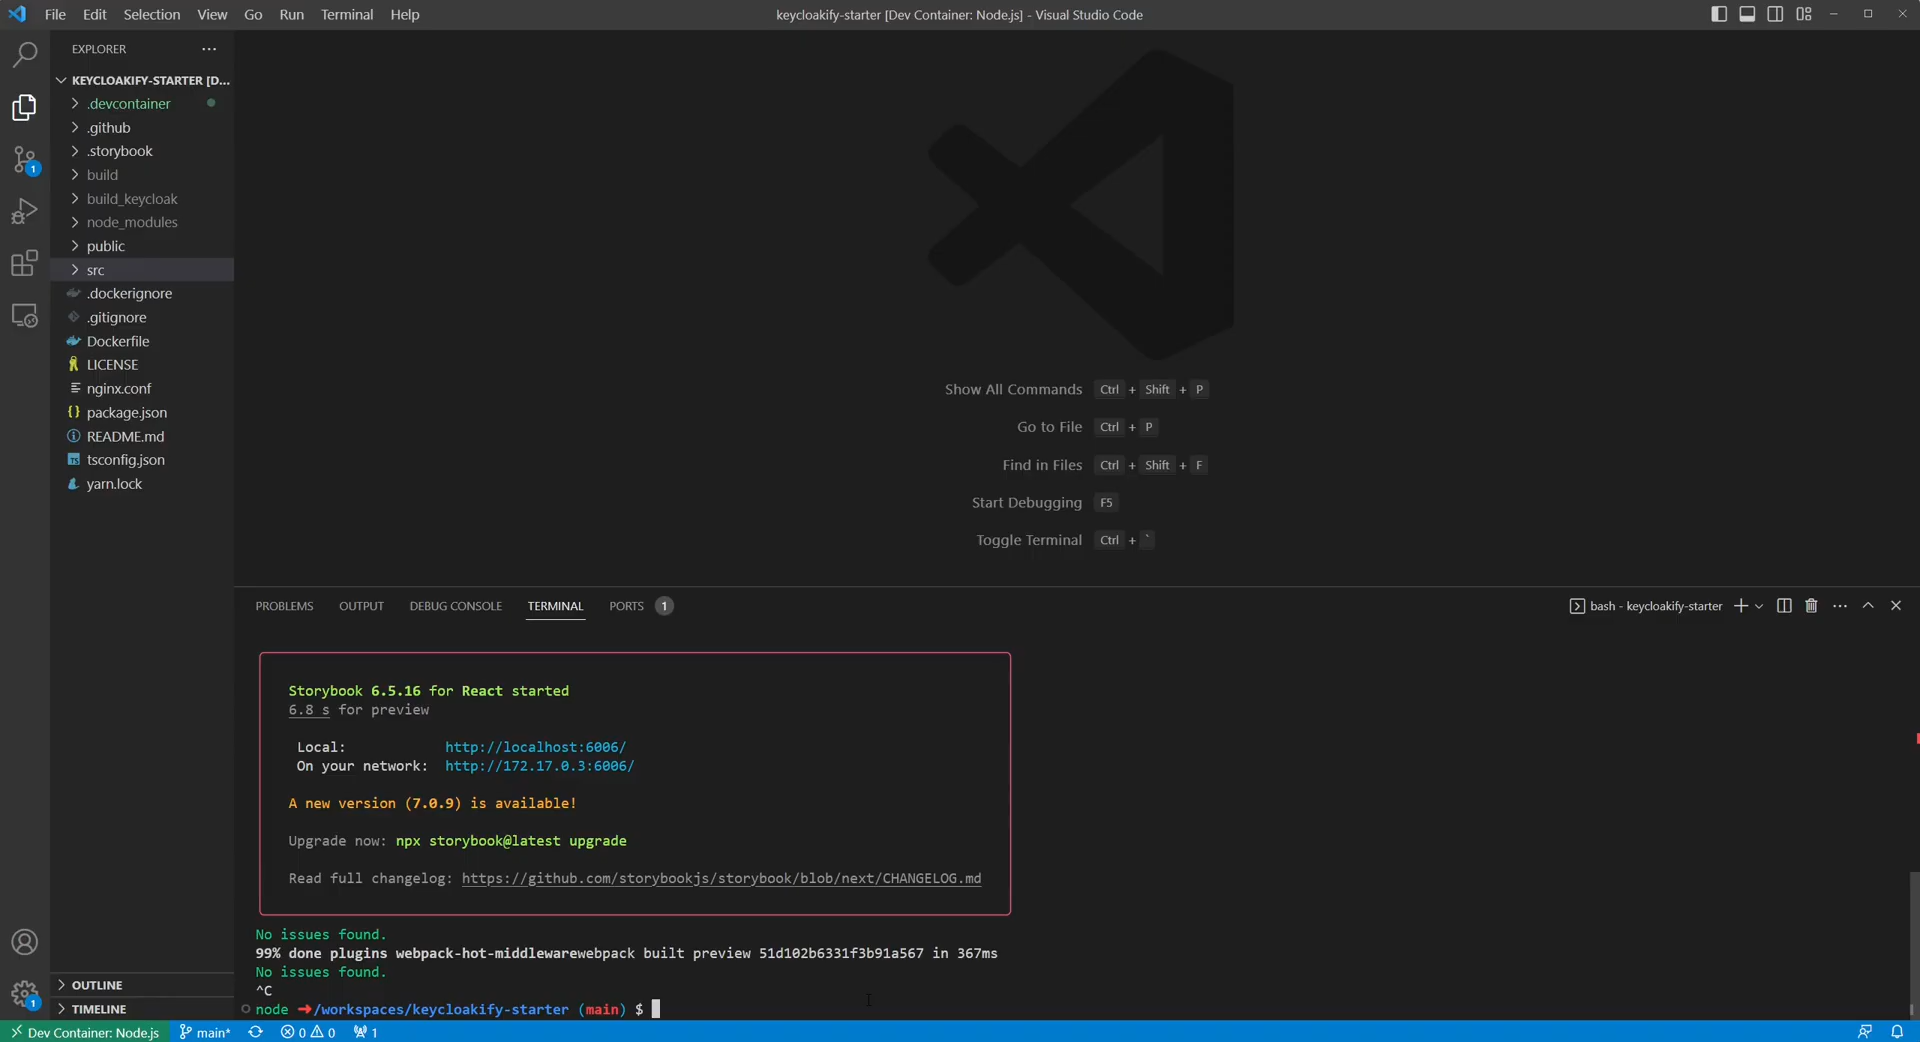 File Edit Selection View Go Run Terminal Help
keycloakify-starter [Dev Container: Node.js] - Visual Studio Code
EXPLORER
KEYCLOAKIFY-STARTER [D...
.devcontainer
.github
.storybook
build
build_keycloak
node_modules
public
src
.dockerignore
.gitignore
Dockerfile
LICENSE
nginx.conf
package.json
README.md
tsconfig.json
yarn.lock
OUTLINE
TIMELINE
1
1
Show All Commands Ctrl + Shift + P
Go to File Ctrl + P
Find in Files Ctrl + Shift + F
Start Debugging F5
Toggle Terminal Ctrl + `
PROBLEMS OUTPUT DEBUG CONSOLE TERMINAL PORTS 1
bash - keycloakify-starter
Storybook 6.5.16 for React started
6.8 s for preview
Local: http://localhost:6006/
On your network: http://172.17.0.3:6006/
A new version (7.0.9) is available!
Upgrade now: npx storybook@latest upgrade
Read full changelog: https://github.com/storybookjs/storybook/blob/next/CHANGELOG.md
No issues found.
99% done plugins webpack-hot-middlewarewebpack built preview 51d102b6331f3b91a567 in 367ms
No issues found.
^C
node ➜/workspaces/keycloakify-starter (main) $
Dev Container: Node.js main* 0 0 1